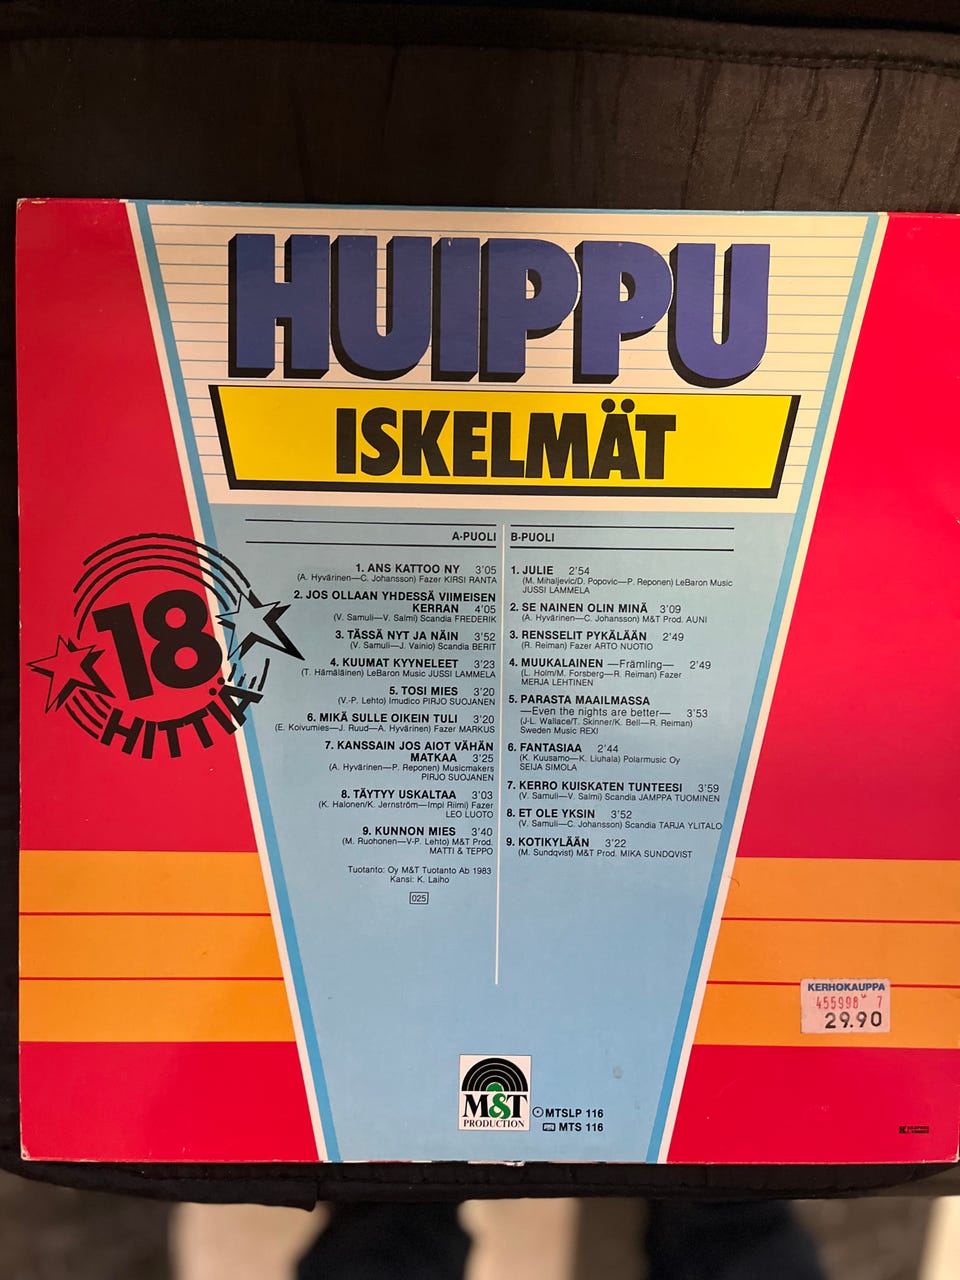 HUIPPU
ISKELMÄT
18
HITTIÄ
A-PUOLI
1. ANS KATTOO NY 3'05
(A. Hyvärinen—C. Johansson) Fazer KIRSI RANTA
2. JOS OLLAAN YHDESSÄ VIIMEISEN
KERRAN 4'05
(V. Samuli—V. Salmi) Scandia FREDERIK
3. TÄSSÄ NYT JA NÄIN 3'52
(V. Samuli—J. Vainio) Scandia BERIT
4. KUUMAT KYYNELEET 3'23
(T. Hämäläinen) LeBaron Music JUSSI LAMMELA
5. TOSI MIES 3'20
(V.-P. Lehto) Imudico PIRJO SUOJANEN
6. MIKÄ SULLE OIKEIN TULI 3'20
(E. Koivumies—J. Ruud—A. Hyvärinen) Fazer MARKUS
7. KANSSAIN JOS AIOT VÄHÄN
MATKAA 3'25
(A. Hyvärinen—P. Reponen) Musicmakers
PIRJO SUOJANEN
8. TÄYTYY USKALTAA 3'03
(K. Halonen/K. Jernström—Impi Riimi) Fazer
LEO LUOTO
9. KUNNON MIES 3'40
(M. Ruohonen—V-P. Lehto) M&T Prod.
MATTI & TEPPO
Tuotanto: Oy M&T Tuotanto Ab 1983
Kansi: K. Laiho
025
B-PUOLI
1. JULIE 2'54
(M. Mihaljevic/D. Popovic—P. Reponen) LeBaron Music
JUSSI LAMMELA
2. SE NAINEN OLIN MINÄ 3'09
(A. Hyvärinen—C. Johansson) M&T Prod. AUNI
3. RENSSELIT PYKÄLÄÄN 2'49
(R. Reiman) Fazer ARTO NUOTIO
4. MUUKALAINEN —Främling— 2'49
(L. Holm/M. Forsberg—R. Reiman) Fazer
MERJA LEHTINEN
5. PARASTA MAAILMASSA
—Even the nights are better— 3'53
(J-L. Wallace/T. Skinner/K. Bell—R. Reiman)
Sweden Music REXI
6. FANTASIAA 2'44
(K. Kuusamo—K. Liuhala) Polarmusic Oy
SEIJA SIMOLA
7. KERRO KUISKATEN TUNTEESI 3'59
(V. Samuli—V. Salmi) Scandia JAMPPA TUOMINEN
8. ET OLE YKSIN 3'52
(V. Samuli—C. Johansson) Scandia TARJA YLITALO
9. KOTIKYLÄÄN 3'22
(M. Sundqvist) M&T Prod. MIKA SUNDQVIST
KERHOKAUPPA
455998 7
29.90
M&T
PRODUCTION
MTSLP 116
MTS 116